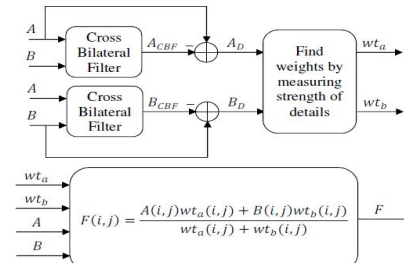 A
B
Cross
Bilateral
Filter
A_CBF
−
A_D
Find
weights by
measuring
strength of
details
wt_a
A
B
Cross
Bilateral
Filter
B_CBF
−
B_D
wt_b
wt_a
wt_b
A
B
F(i,j) = \frac{A(i,j)wt_a(i,j) + B(i,j)wt_b(i,j)}{wt_a(i,j) + wt_b(i,j)}
F